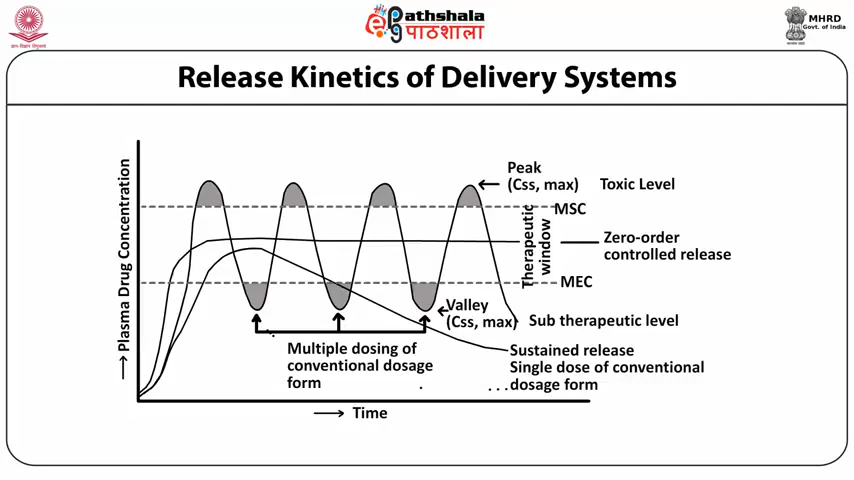 ePathshala
पाठशाला
MHRD
Govt. of India
Release Kinetics of Delivery Systems
Plasma Drug Concentration
Peak
(Css, max)
Toxic Level
MSC
Therapeutic
window
Zero-order
controlled release
MEC
Valley
(Css, max)
Sub therapeutic level
Multiple dosing of
conventional dosage
form
Sustained release
Single dose of conventional
. ...dosage form
Time